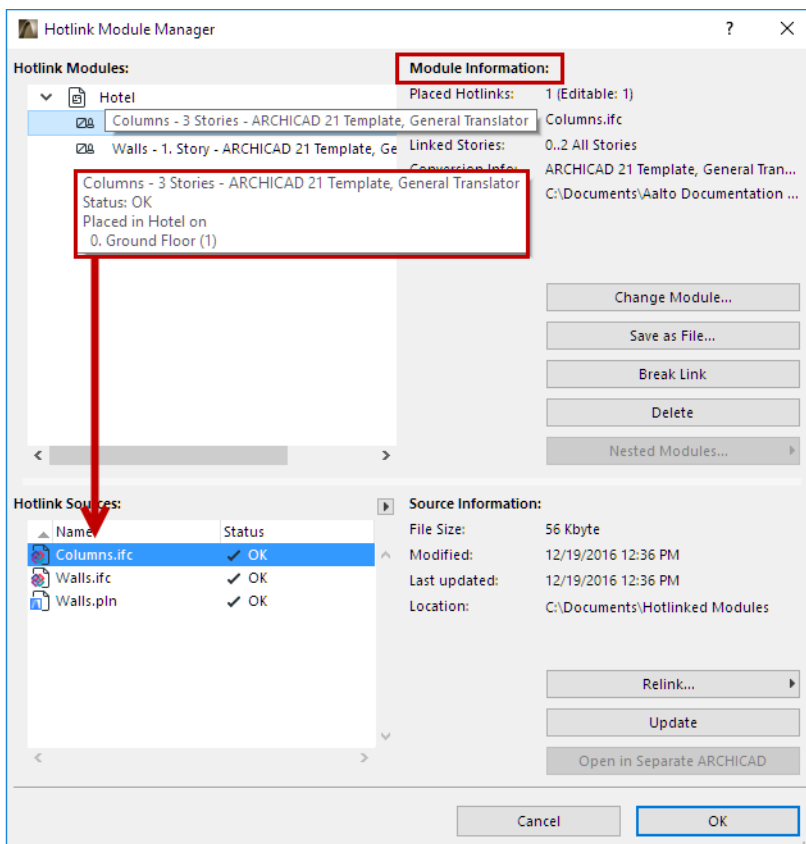 Hotlink Module Manager
?
Hotlink Modules:
Hotel
Columns - 3 Stories - ARCHICAD 21 Template, General Translator
Walls - 1. Story - ARCHICAD 21 Template, Ge
Columns - 3 Stories - ARCHICAD 21 Template, General Translator
Status: OK
Placed in Hotel on
0. Ground Floor (1)
Module Information:
Placed Hotlinks: 1 (Editable: 1)
Columns.ifc
Linked Stories: 0..2 All Stories
Conversion Info: ARCHICAD 21 Template, General Tran...
C:\Documents\Aalto Documentation ...
Change Module...
Save as File...
Break Link
Delete
Nested Modules...
Hotlink Sources:
Name Status
Columns.ifc OK
Walls.ifc OK
Walls.pln OK
Source Information:
File Size: 56 Kbyte
Modified: 12/19/2016 12:36 PM
Last updated: 12/19/2016 12:36 PM
Location: C:\Documents\Hotlinked Modules
Relink...
Update
Open in Separate ARCHICAD
Cancel
OK